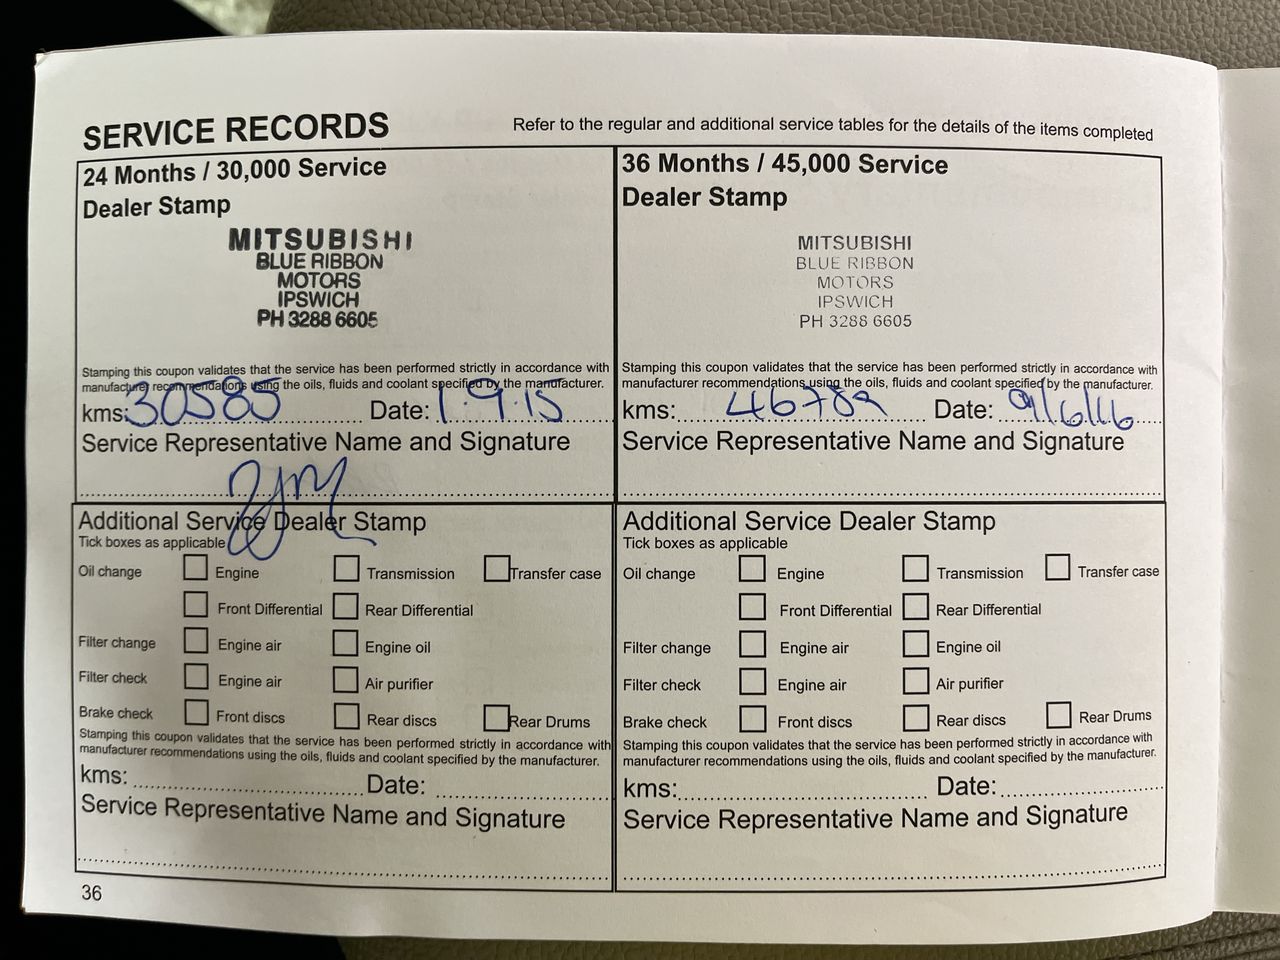 SERVICE RECORDS
Refer to the regular and additional service tables for the details of the items completed
24 Months / 30,000 Service
Dealer Stamp
MITSUBISHI
BLUE RIBBON
MOTORS
IPSWICH
PH 3288 6605
Stamping this coupon validates that the service has been performed strictly in accordance with
manufacturer recommendations using the oils, fluids and coolant specified by the manufacturer.
kms: 30585 Date: 1.9.15
Service Representative Name and Signature
36 Months / 45,000 Service
Dealer Stamp
MITSUBISHI
BLUE RIBBON
MOTORS
IPSWICH
PH 3288 6605
Stamping this coupon validates that the service has been performed strictly in accordance with
manufacturer recommendations using the oils, fluids and coolant specified by the manufacturer.
kms: Date:
Service Representative Name and Signature
Additional Service Dealer Stamp
Tick boxes as applicable
Oil change Engine Transmission Transfer case
Front Differential Rear Differential
Filter change Engine air Engine oil
Filter check Engine air Air purifier
Brake check Front discs Rear discs Rear Drums
Stamping this coupon validates that the service has been performed strictly in accordance with
manufacturer recommendations using the oils, fluids and coolant specified by the manufacturer.
kms: Date:
Service Representative Name and Signature
Additional Service Dealer Stamp
Tick boxes as applicable
Oil change Engine Transmission Transfer case
Front Differential Rear Differential
Filter change Engine air Engine oil
Filter check Engine air Air purifier
Brake check Front discs Rear discs Rear Drums
Stamping this coupon validates that the service has been performed strictly in accordance with
manufacturer recommendations using the oils, fluids and coolant specified by the manufacturer.
kms: Date:
Service Representative Name and Signature
36